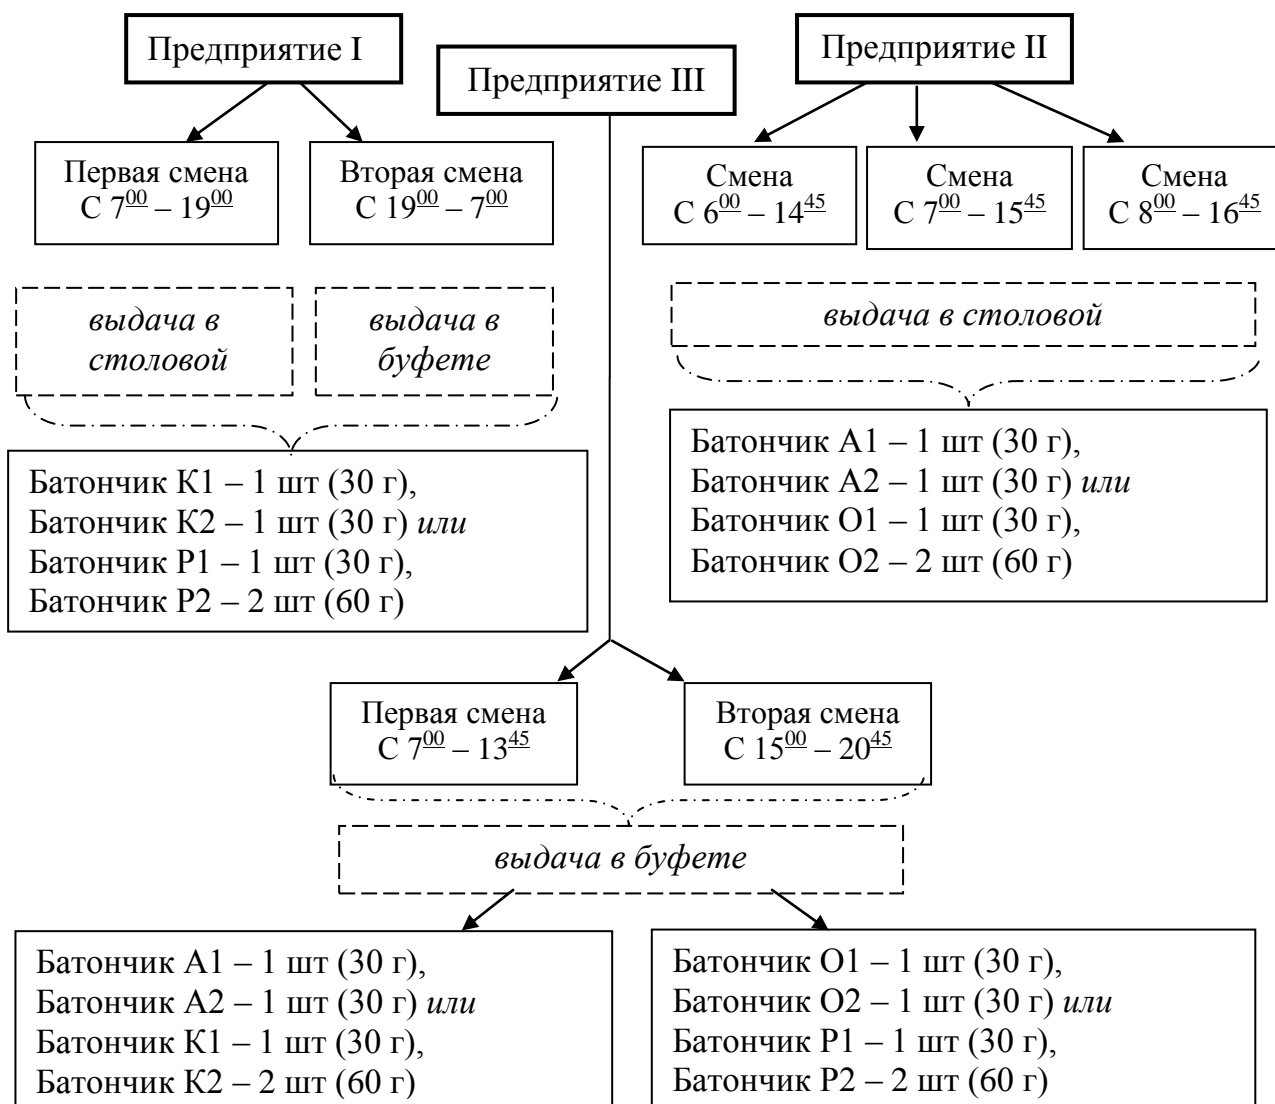 Предприятие I
Предприятие III
Предприятие II
Первая смена
С 700 – 1900
Вторая смена
С 1900 – 700
Смена
С 600 – 1445
Смена
С 700 – 1545
Смена
С 800 – 1645
выдача в
столовой
выдача в
буфете
выдача в столовой
Батончик К1 – 1 шт (30 г),
Батончик К2 – 1 шт (30 г) или
Батончик Р1 – 1 шт (30 г),
Батончик Р2 – 2 шт (60 г)
Батончик А1 – 1 шт (30 г),
Батончик А2 – 1 шт (30 г) или
Батончик О1 – 1 шт (30 г),
Батончик О2 – 2 шт (60 г)
Первая смена
С 700 – 1345
Вторая смена
С 1500 – 2045
выдача в буфете
Батончик А1 – 1 шт (30 г),
Батончик А2 – 1 шт (30 г) или
Батончик К1 – 1 шт (30 г),
Батончик К2 – 2 шт (60 г)
Батончик О1 – 1 шт (30 г),
Батончик О2 – 1 шт (30 г) или
Батончик Р1 – 1 шт (30 г),
Батончик Р2 – 2 шт (60 г)